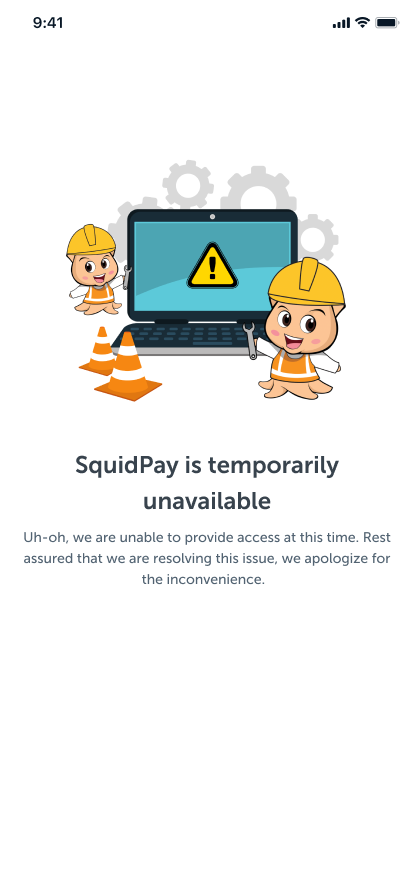 9:41
SquidPay is temporarily
unavailable
Uh-oh, we are unable to provide access at this time. Rest
assured that we are resolving this issue, we apologize for
the inconvenience.